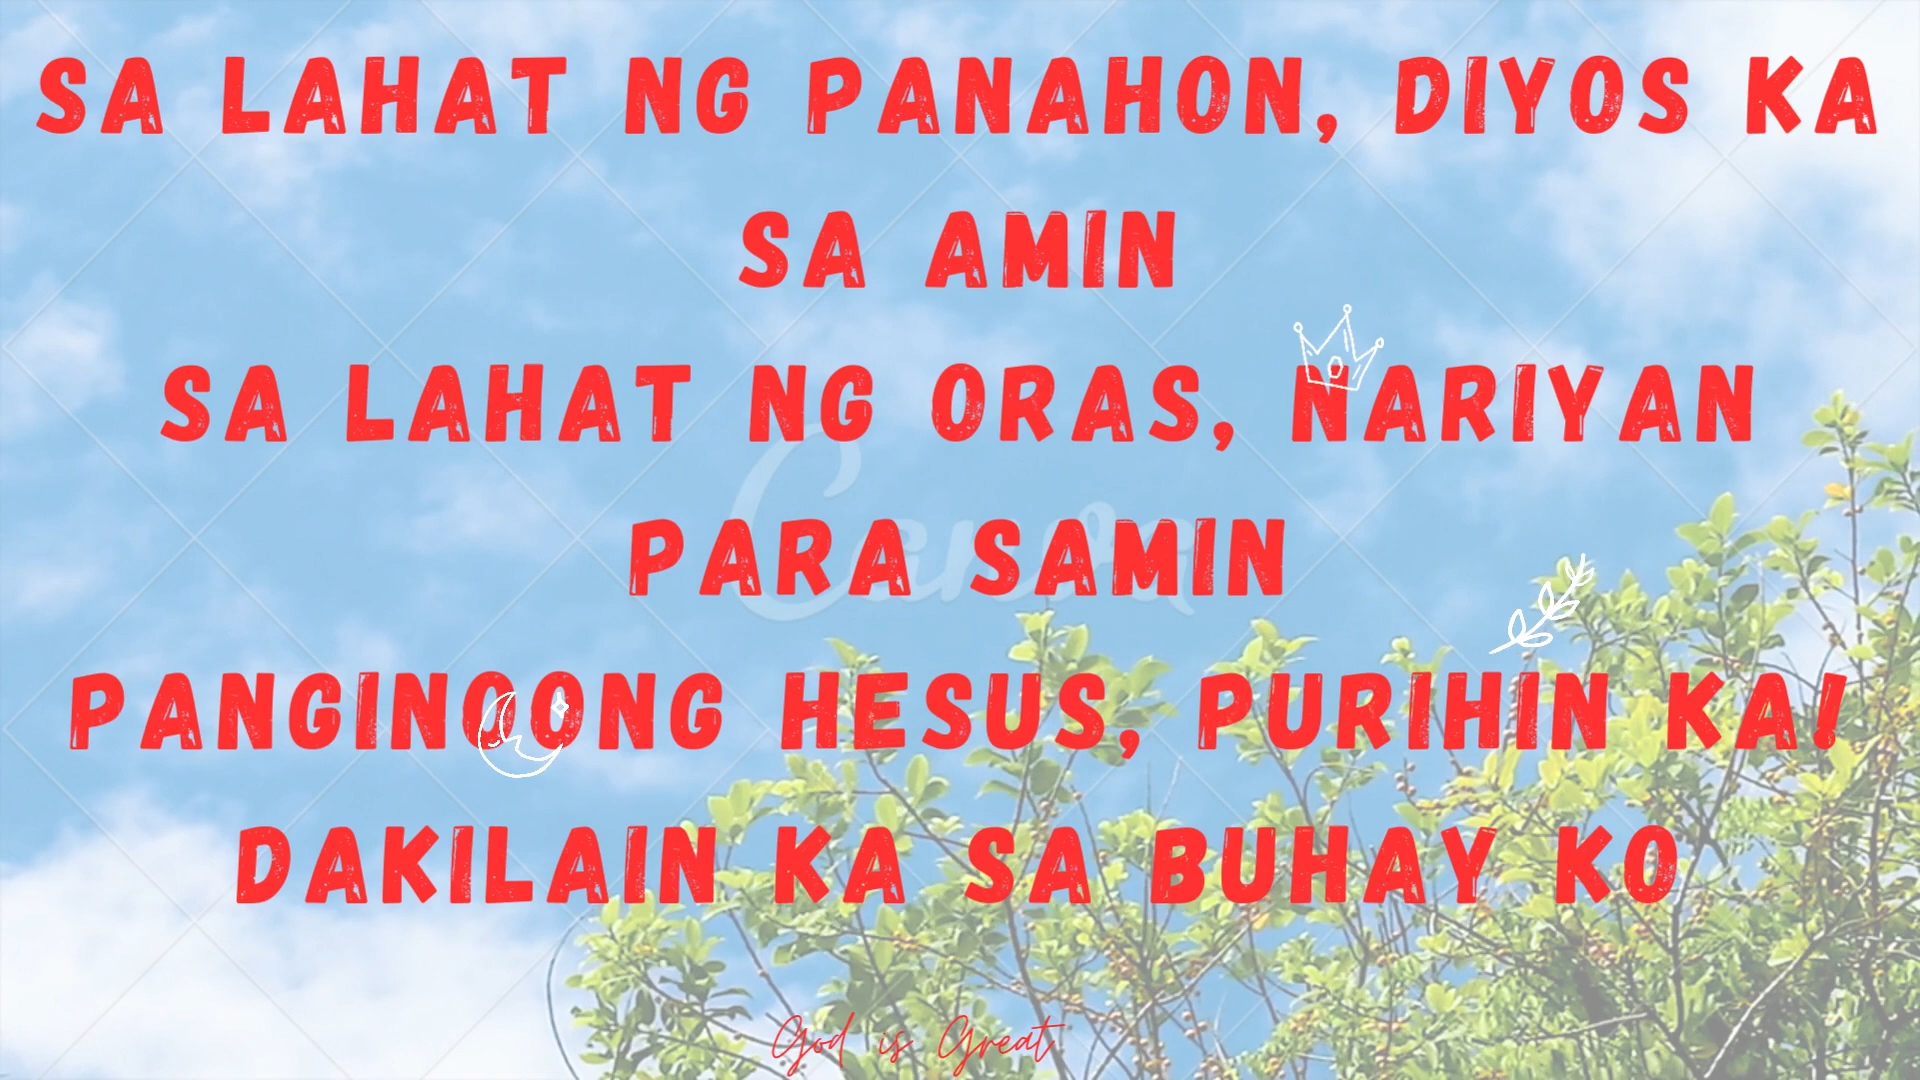 SA LAHAT NG PANAHON, DIYOS KA
SA AMIN
SA LAHAT NG ORAS, NARIYAN
PARA SAMIN
Canva
PANGINOONG HESUS, PURIHIN KA!
DAKILAIN KA SA BUHAY KO
God is Great